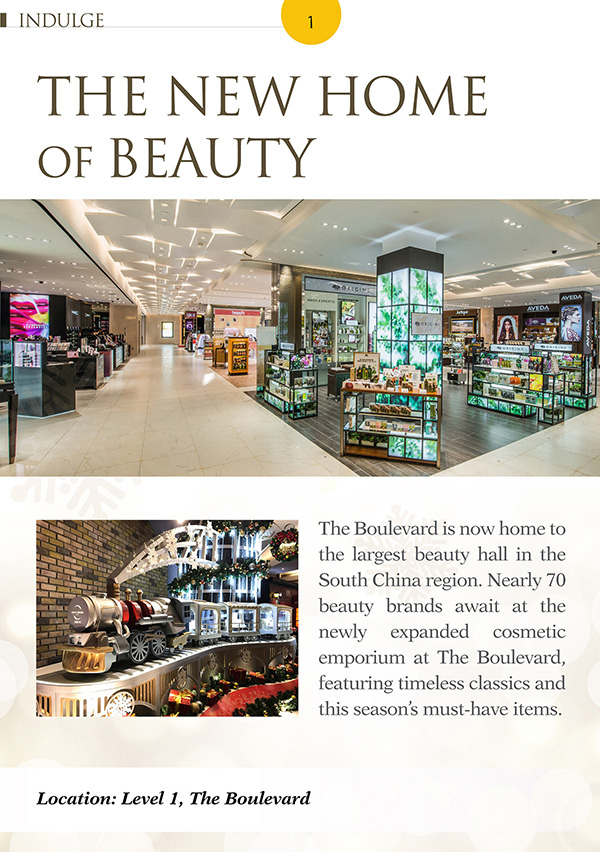 INDULGE
1
THE NEW HOME
OF BEAUTY
ORIGINS
AVEDA
AVEDA
The Boulevard is now home to
the largest beauty hall in the
South China region. Nearly 70
beauty brands await at the
newly expanded cosmetic
emporium at The Boulevard,
featuring timeless classics and
this season's must-have items.
Location: Level 1, The Boulevard